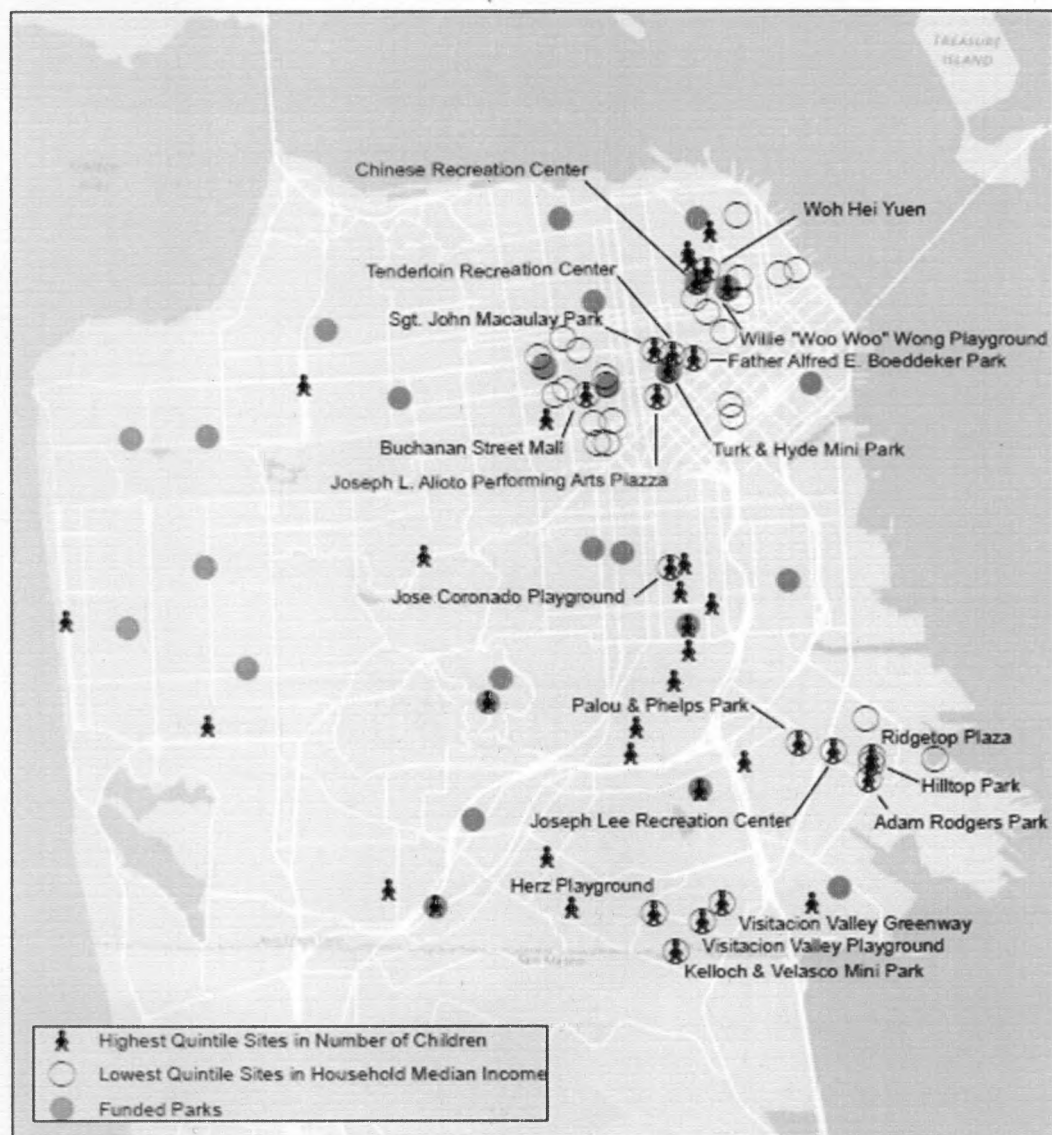 TREASURE
ISLAND
Chinese Recreation Center
Woh Hei Yuen
Tenderloin Recreation Center
Sgt. John Macaulay Park
Willie "Woo Woo" Wong Playground
Father Alfred E. Boeddeker Park
Buchanan Street Mall
Turk & Hyde Mini Park
Joseph L. Alioto Performing Arts Piazza
Jose Coronado Playground
Palou & Phelps Park
Ridgetop Plaza
Hilltop Park
Joseph Lee Recreation Center
Adam Rodgers Park
Herz Playground
Visitacion Valley Greenway
Visitacion Valley Playground
Kelloch & Velasco Mini Park
Highest Quintile Sites in Number of Children
Lowest Quintile Sites in Household Median Income
Funded Parks